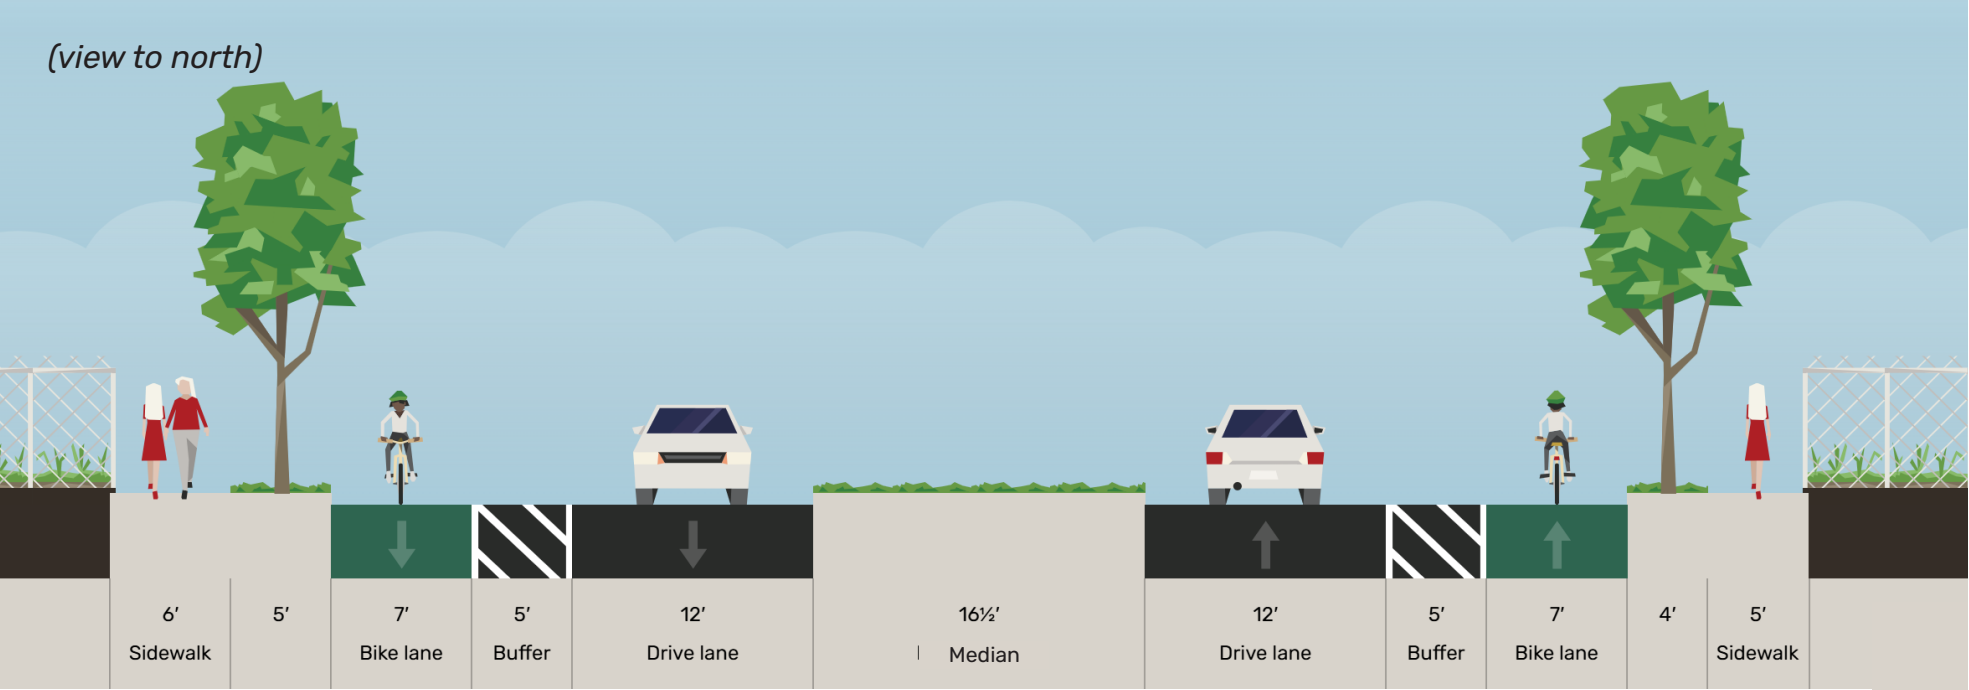 (view to north)
6′ 5′ 7′ 5′ 12′ 16½′ 12′ 5′ 7′ 4′ 5′
Sidewalk Bike lane Buffer Drive lane Median Drive lane Buffer Bike lane Sidewalk